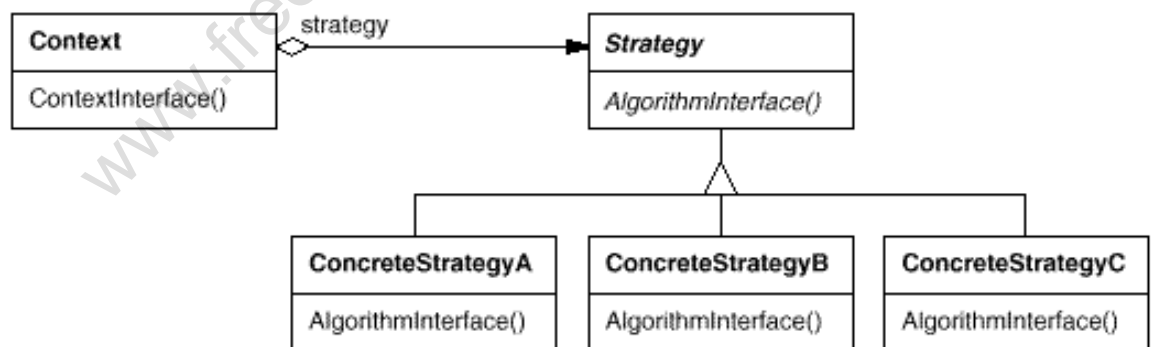 strategy
Context
Strategy
ContextInterface()
AlgorithmInterface()
ConcreteStrategyA
ConcreteStrategyB
ConcreteStrategyC
AlgorithmInterface()
AlgorithmInterface()
AlgorithmInterface()